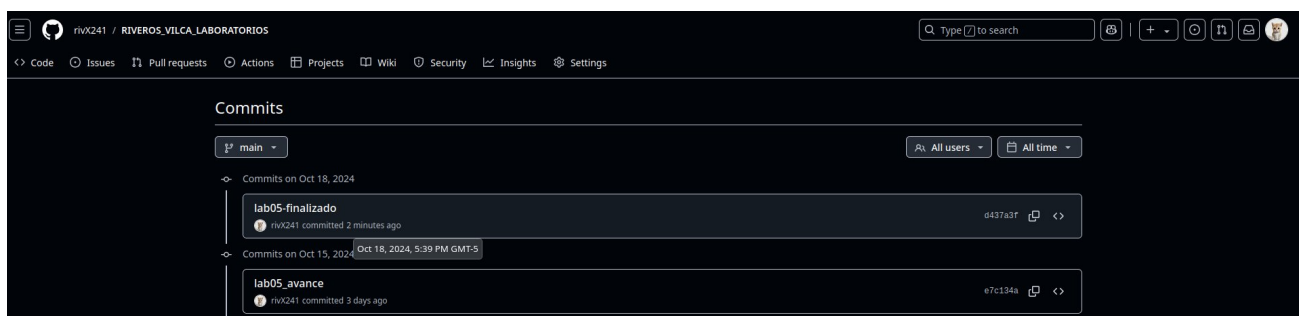 rivX241 / RIVEROS_VILCA_LABORATORIOS
Type / to search
Code Issues Pull requests Actions Projects Wiki Security Insights Settings
Commits
main
All users All time
Commits on Oct 18, 2024
lab05-finalizado
d437a3f
rivX241 committed 2 minutes ago
Oct 18, 2024, 5:39 PM GMT-5
Commits on Oct 15, 2024
lab05_avance
e7c134a
rivX241 committed 3 days ago